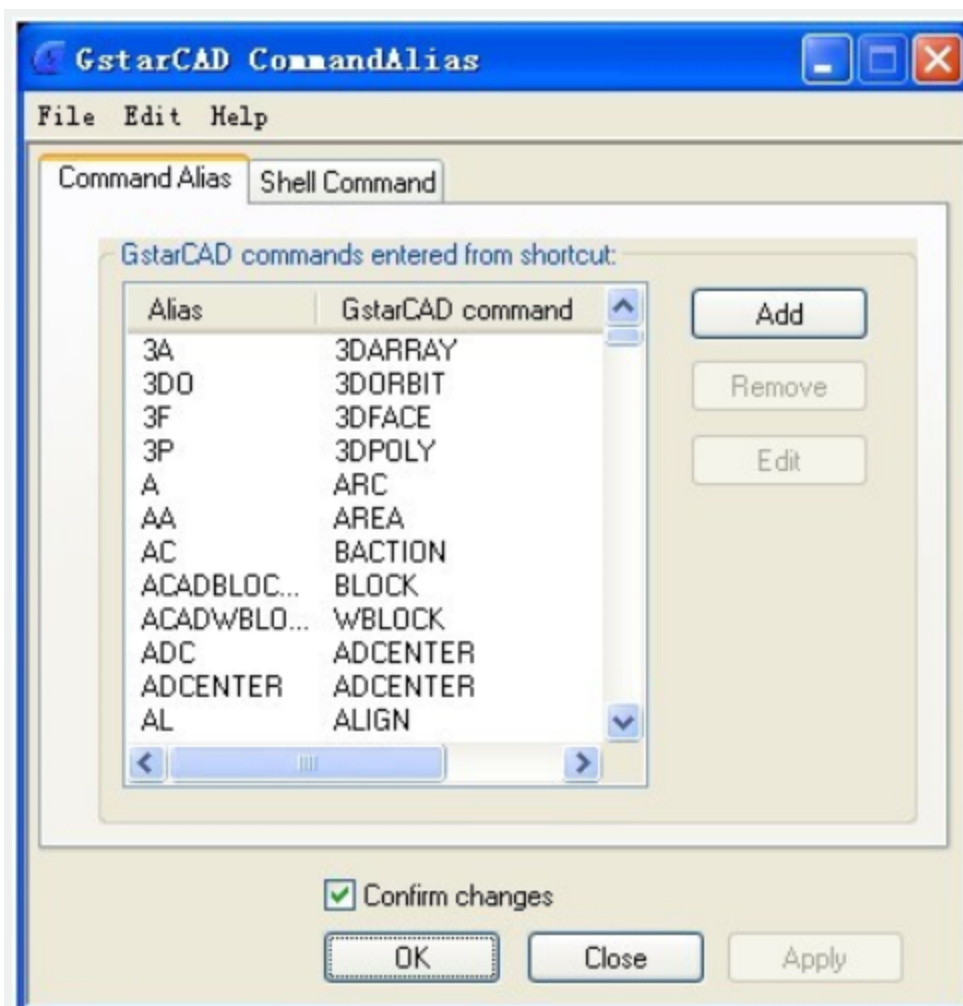 GstarCAD CommandAlias
File Edit Help
Command Alias Shell Command
GstarCAD commands entered from shortcut:
Alias GstarCAD command
3A 3DARRAY
3DO 3DORBIT
3F 3DFACE
3P 3DPOLY
A ARC
AA AREA
AC BACTION
ACADBLOC... BLOCK
ACADWBLO... WBLOCK
ADC ADCENTER
ADCENTER ADCENTER
AL ALIGN
Add
Remove
Edit
Confirm changes
OK Close Apply